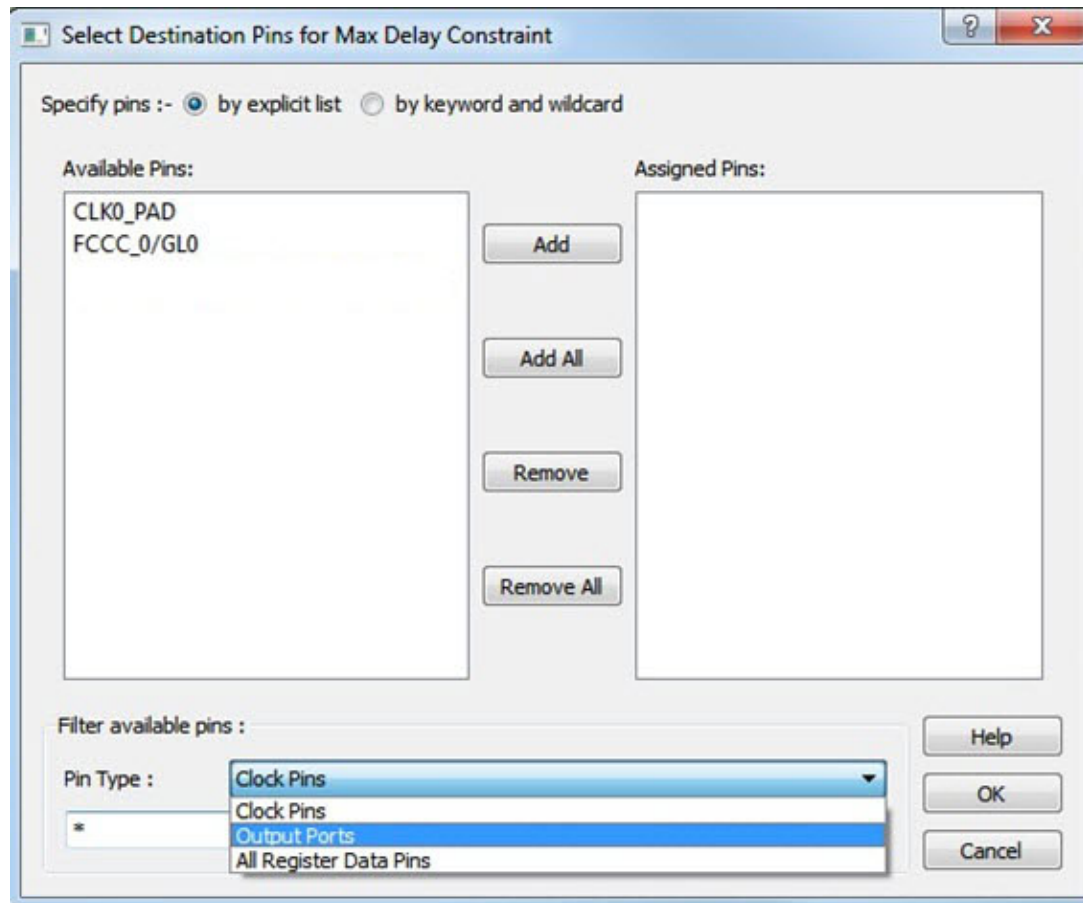 Select Destination Pins for Max Delay Constraint
?
Specify pins :- by explicit list by keyword and wildcard
Available Pins:
Assigned Pins:
CLK0_PAD
FCCC_0/GL0
Add
Add All
Remove
Remove All
Filter available pins :
Pin Type :
Clock Pins
*
Clock Pins
Output Ports
All Register Data Pins
Help
OK
Cancel